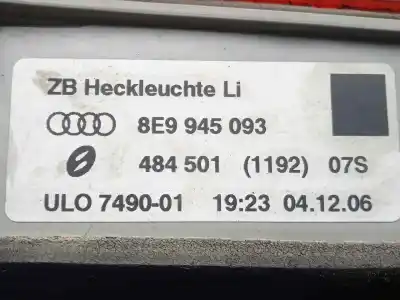 ZB Heckleuchte Li
8E9 945 093
484 501 (1192) 07S
ULO 7490-01 19:23 04.12.06